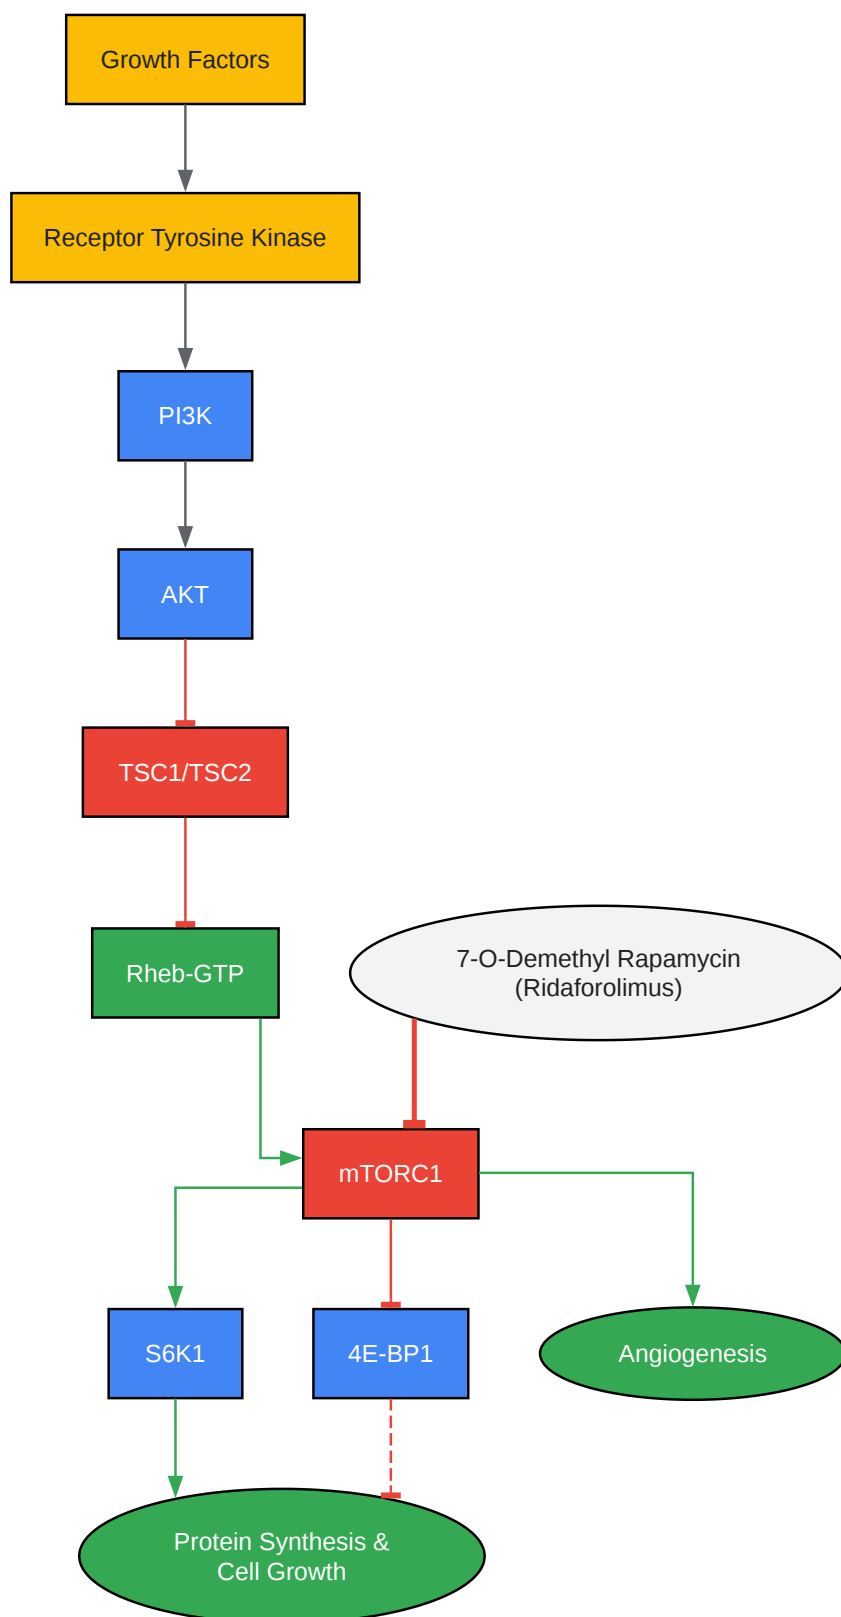 Growth Factors
Receptor Tyrosine Kinase
PI3K
AKT
TSC1/TSC2
Rheb-GTP
7-O-Demethyl Rapamycin
(Ridaforolimus)
mTORC1
S6K1
4E-BP1
Angiogenesis
Protein Synthesis &
Cell Growth